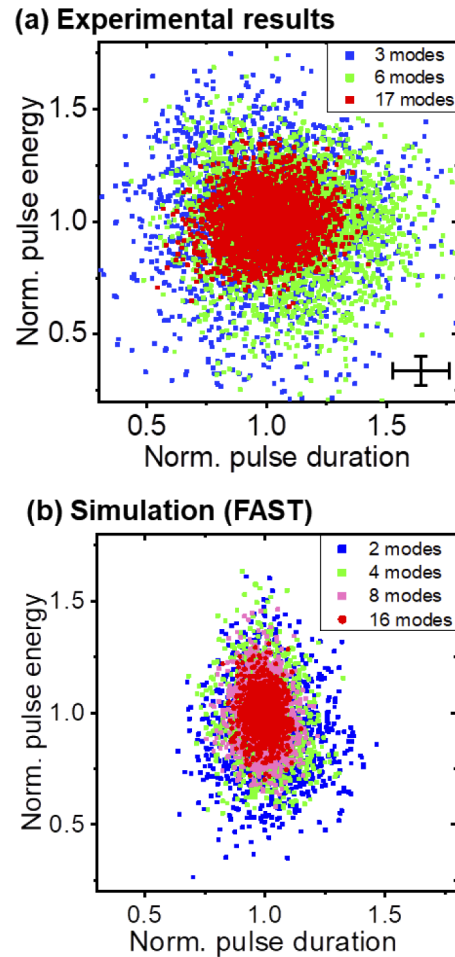 (a) Experimental results
3 modes
6 modes
17 modes
Norm. pulse energy
1.5
1.0
0.5
0.5 1.0 1.5
Norm. pulse duration
(b) Simulation (FAST)
2 modes
4 modes
8 modes
16 modes
Norm. pulse energy
1.5
1.0
0.5
0.5 1.0 1.5
Norm. pulse duration